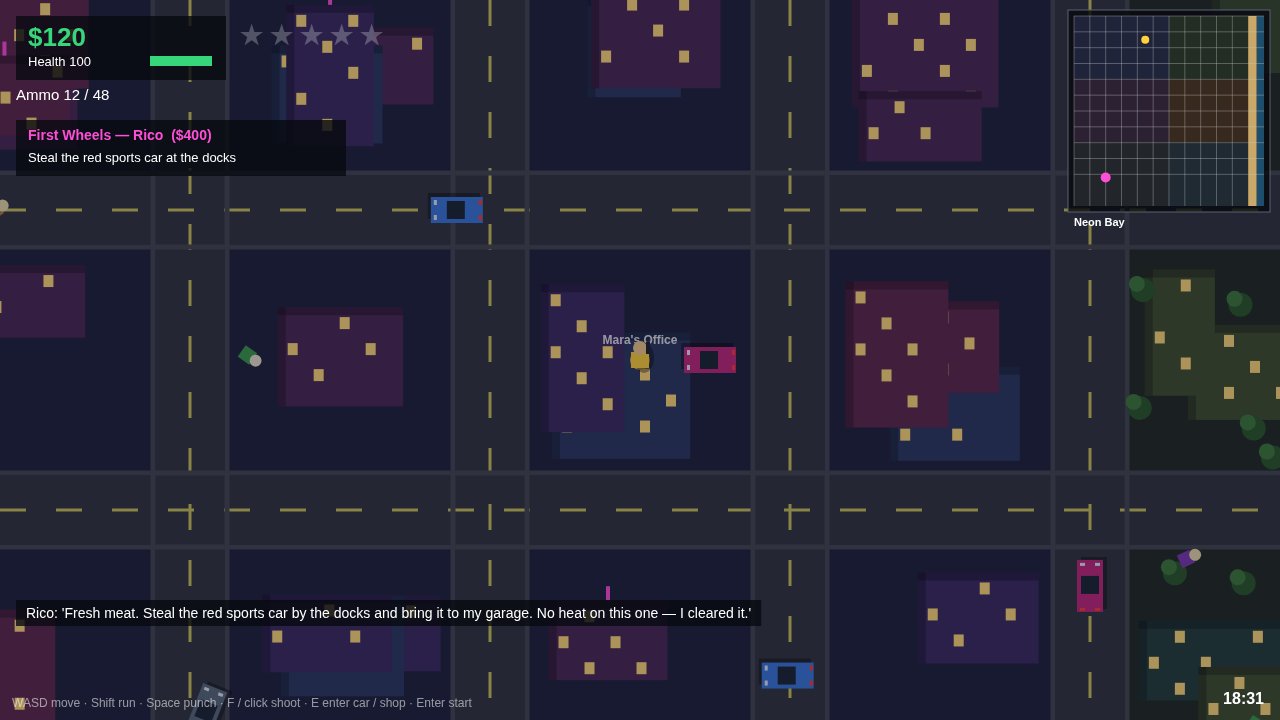 $120
Health 100
Ammo 12 / 48
First Wheels — Rico ($400)
Steal the red sports car at the docks
Neon Bay
Mara's Office
Rico: 'Fresh meat. Steal the red sports car by the docks and bring it to my garage. No heat on this one — I cleared it.'
WASD move · Shift run · Space punch · F / click shoot · E enter car / shop · Enter start
18:31